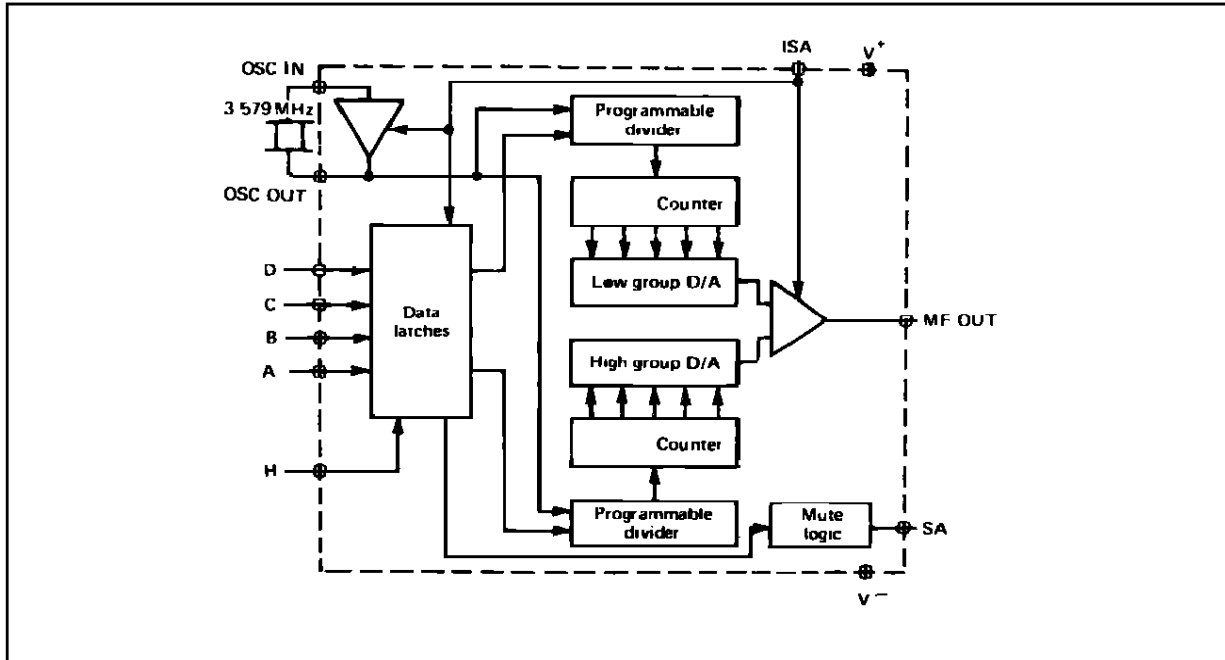 ISA
V+
OSC IN
3 579 MHz
OSC OUT
Programmable
divider
Counter
Low group D/A
D
C
B
A
Data
latches
MF OUT
High group D/A
Counter
H
Programmable
divider
Mute
logic
SA
V−